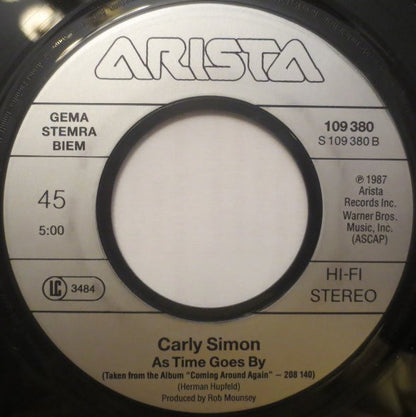 ARISTA
GEMA
STEMRA
BIEM
109 380
S 109 380 B
45
5:00
℗ 1987
Arista
Records Inc.
Warner Bros.
Music, Inc.
(ASCAP)
LC 3484
HI-FI
STEREO
Carly Simon
As Time Goes By
(Taken from the Album "Coming Around Again" – 208 140)
(Herman Hupfeld)
Produced by Rob Mounsey